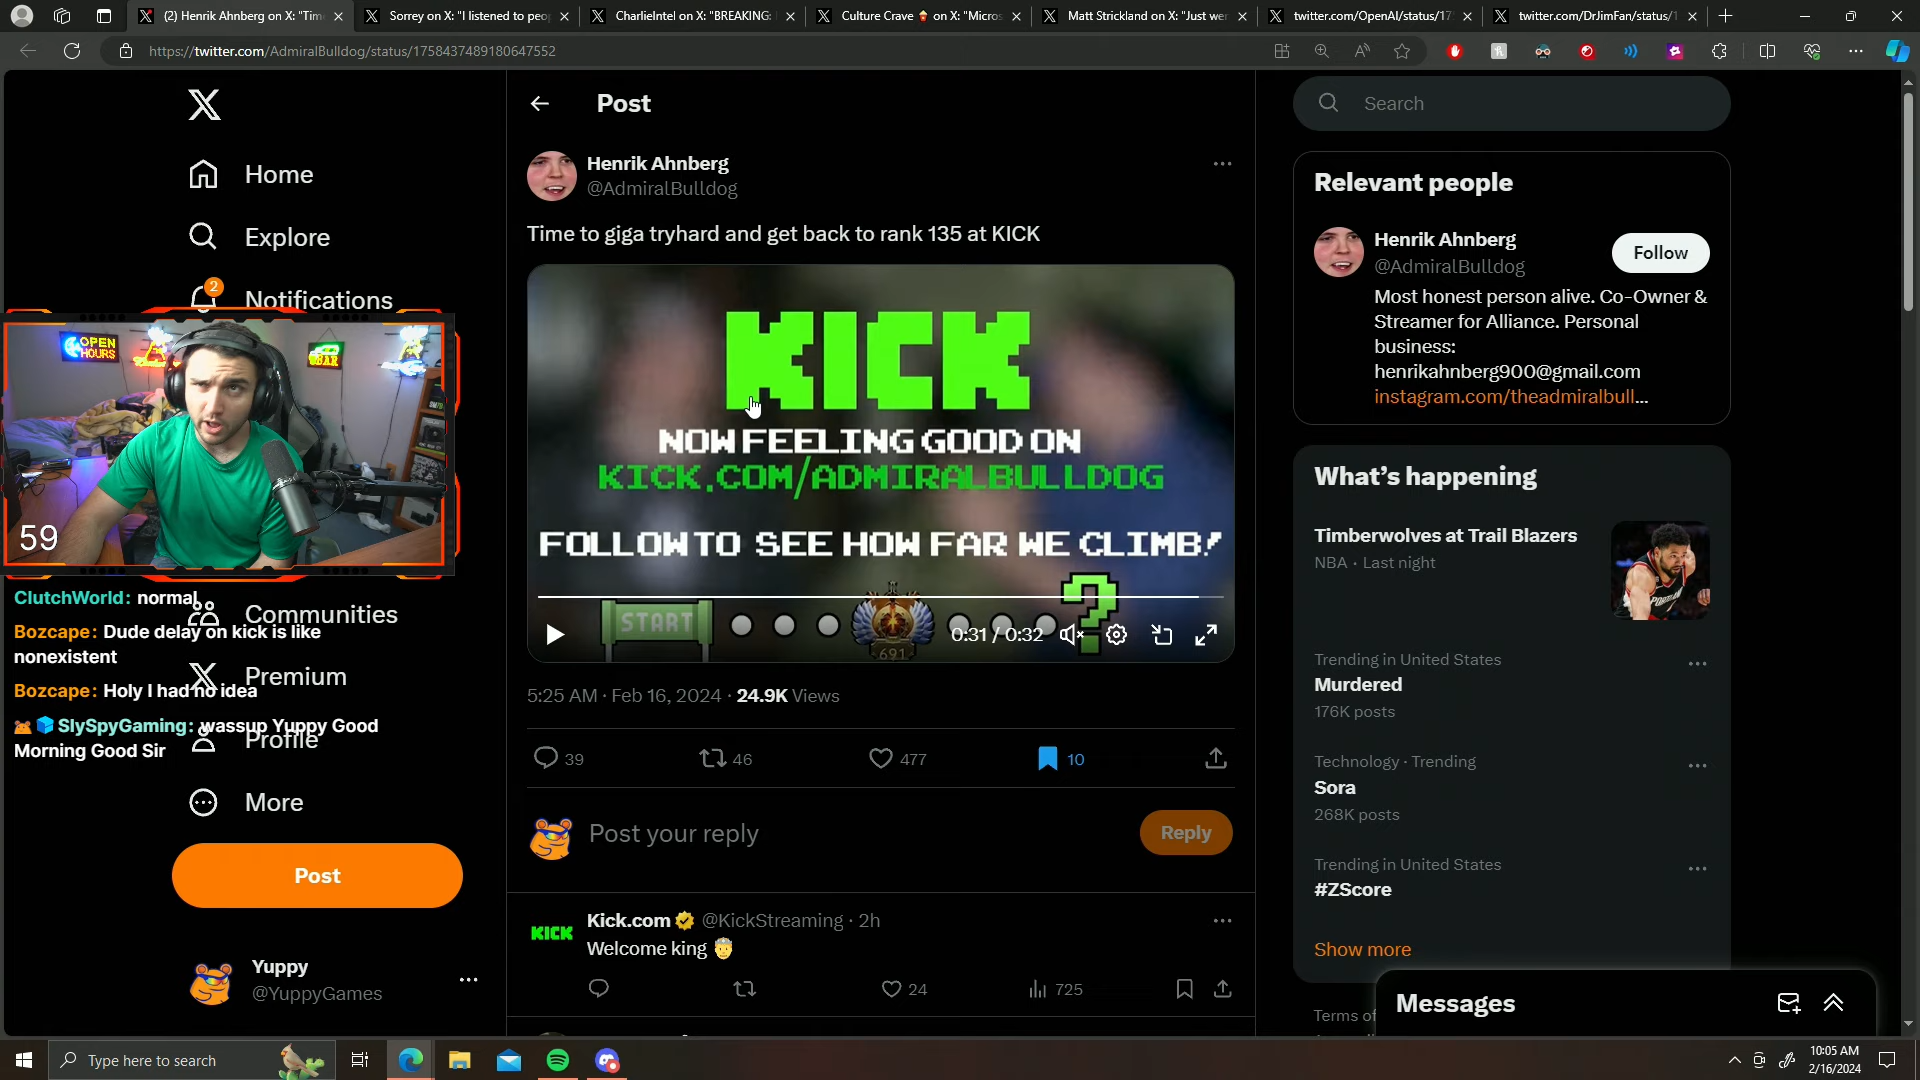 (2) Henrik Ahnberg on X: "Tim
Sorrey on X: "I listened to peo
CharlieIntel on X: "BREAKING:
Culture Crave 🍿 on X: "Micros
Matt Strickland on X: "Just wer
twitter.com/OpenAI/status/17
twitter.com/DrJimFan/status/1
https://twitter.com/AdmiralBulldog/status/1758437489180647552
Home
Explore
2
Notifications
OPEN
HOURS
59
ClutchWorld: normal
Communities
Bozcape: Dude delay on kick is like
nonexistent
Premium
Bozcape: Holy I had no idea
SlySpyGaming: wassup Yuppy Good
Morning Good Sir
Profile
More
Post
Yuppy
@YuppyGames
Post
Henrik Ahnberg
@AdmiralBulldog
Time to giga tryhard and get back to rank 135 at KICK
KICK
NOW FEELING GOOD ON
KICK.COM/ADMIRALBULLDOG
FOLLOW TO SEE HOW FAR WE CLIMB!
START
?
691
0:31 / 0:32
5:25 AM · Feb 16, 2024 · 24.9K Views
39
46
477
10
Post your reply
Reply
KICK
Kick.com @KickStreaming · 2h
Welcome king 🤴
24
725
Search
Relevant people
Henrik Ahnberg
@AdmiralBulldog
Follow
Most honest person alive. Co-Owner &
Streamer for Alliance. Personal
business:
henrikahnberg900@gmail.com
instagram.com/theadmiralbull...
What's happening
Timberwolves at Trail Blazers
NBA · Last night
Trending in United States
Murdered
176K posts
Technology · Trending
Sora
268K posts
Trending in United States
#ZScore
Show more
Messages
Terms of
Type here to search
10:05 AM
2/16/2024